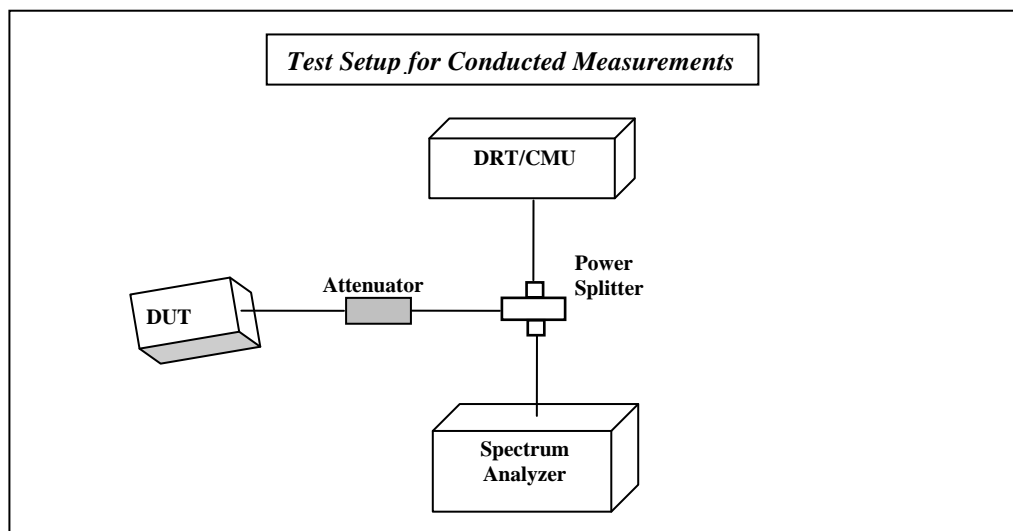 Test Setup for Conducted Measurements
DRT/CMU
Power
Splitter
Attenuator
DUT
Spectrum
Analyzer